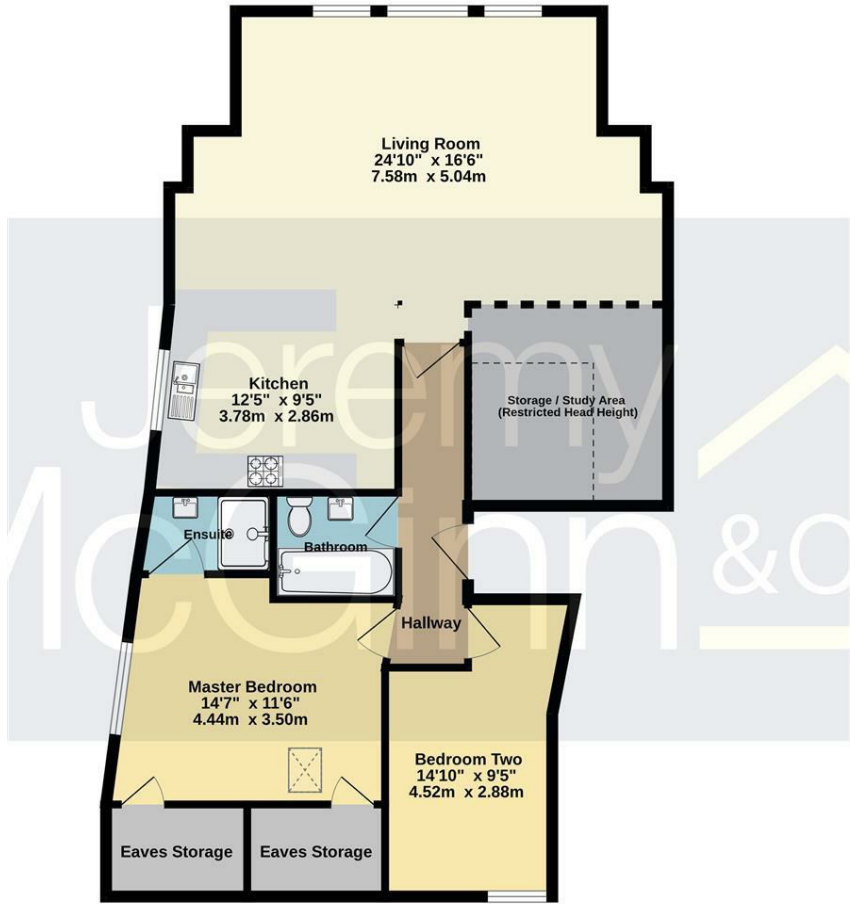 Living Room
24'10" x 16'6"
7.58m x 5.04m
Kitchen
12'5" x 9'5"
3.78m x 2.86m
Storage / Study Area
(Restricted Head Height)
Ensuite
Bathroom
Hallway
Master Bedroom
14'7" x 11'6"
4.44m x 3.50m
Bedroom Two
14'10" x 9'5"
4.52m x 2.88m
Eaves Storage
Eaves Storage
Jeremy
McGinn &